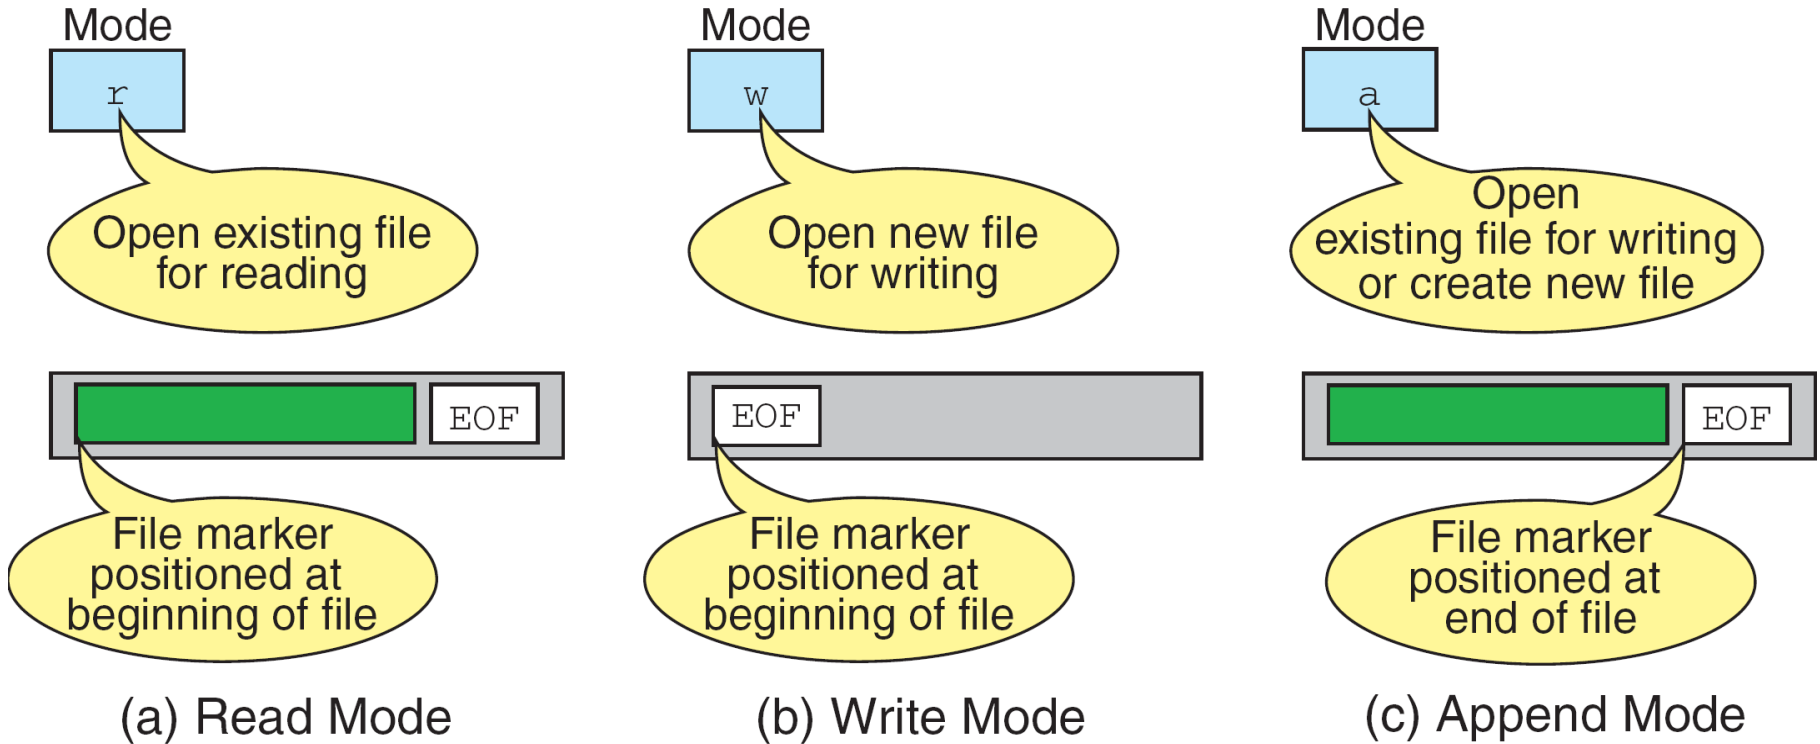 Mode
r
Open existing file
for reading
EOF
File marker
positioned at
beginning of file
(a) Read Mode
Mode
w
Open new file
for writing
EOF
File marker
positioned at
beginning of file
(b) Write Mode
Mode
a
Open
existing file for writing
or create new file
EOF
File marker
positioned at
end of file
(c) Append Mode